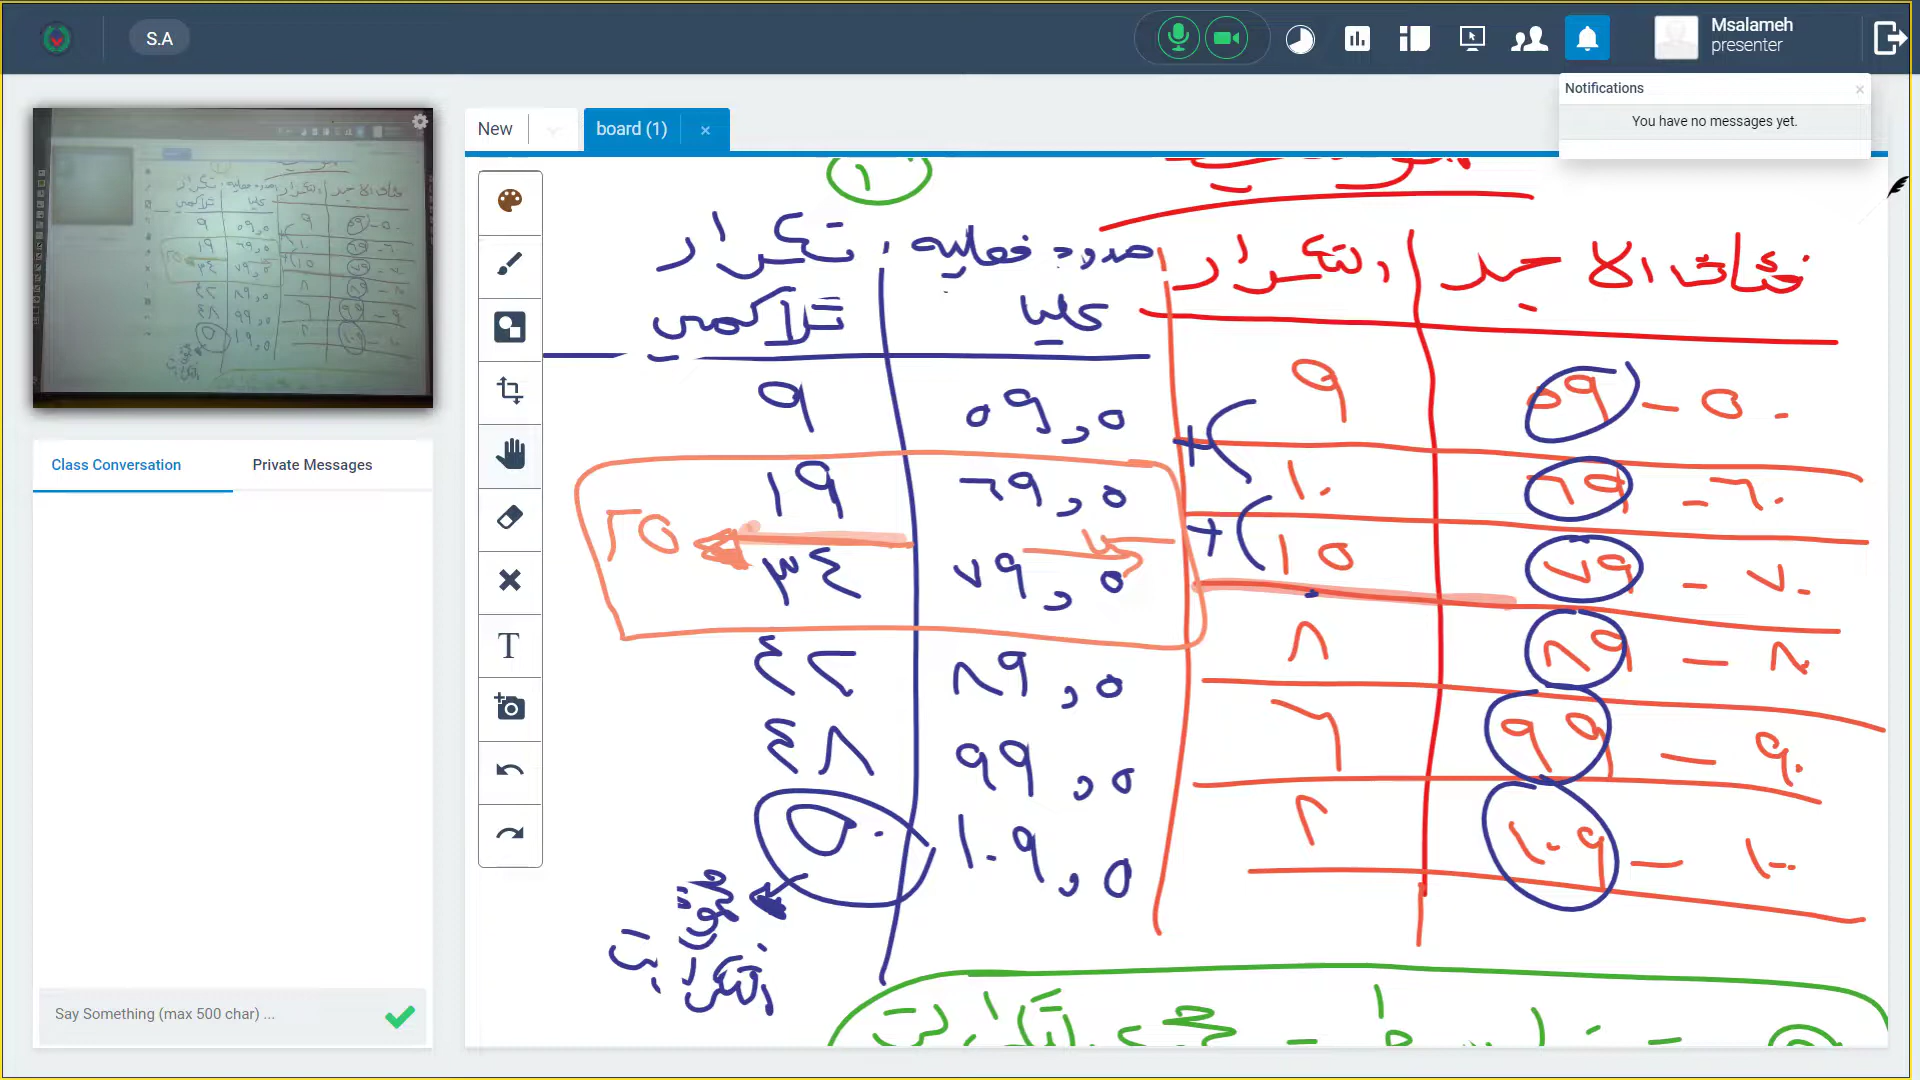 S.A
Msalameh
presenter
Notifications
×
You have no messages yet.
New
board (1) ×
١
فئات الاجر التكرار حدود فعلية تكرار
عليا تراكمي
٥٠ – ٥٩ ٩ ٥٩,٥ ٩
٦٠ – ٦٩ ١٠ ٦٩,٥ ١٩
٧٠ – ٧٩ ١٥ ٧٩,٥ ٣٤
٨٠ – ٨٩ ٨ ٨٩,٥ ٤٢
٩٠ – ٩٩ ٦ ٩٩,٥ ٤٨
١٠٠ – ١٠٩ ٢ ١٠٩,٥ ٥٠
+
+
س
٢٥
مجموع
التكرارات
Class Conversation
Private Messages
T
Say Something (max 500 char) ...